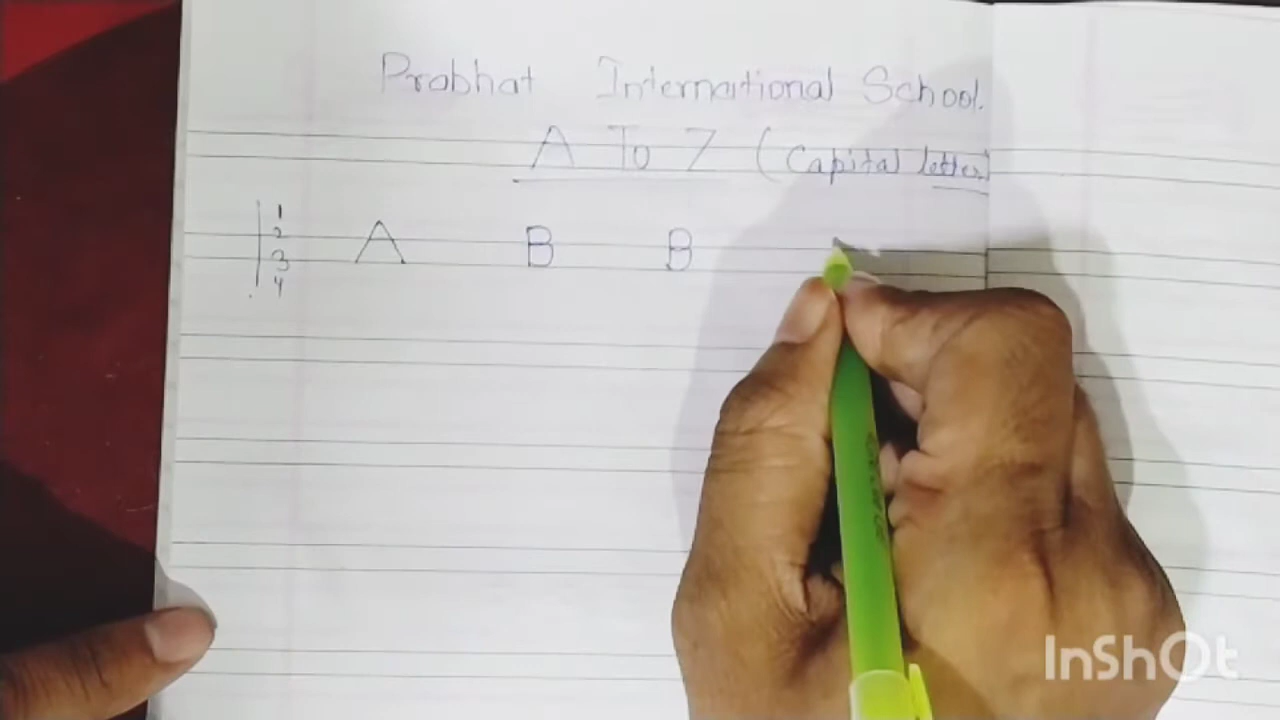 Prabhat International School.
A To Z (Capital letter)
1
2
3
4
A B B
InShOt